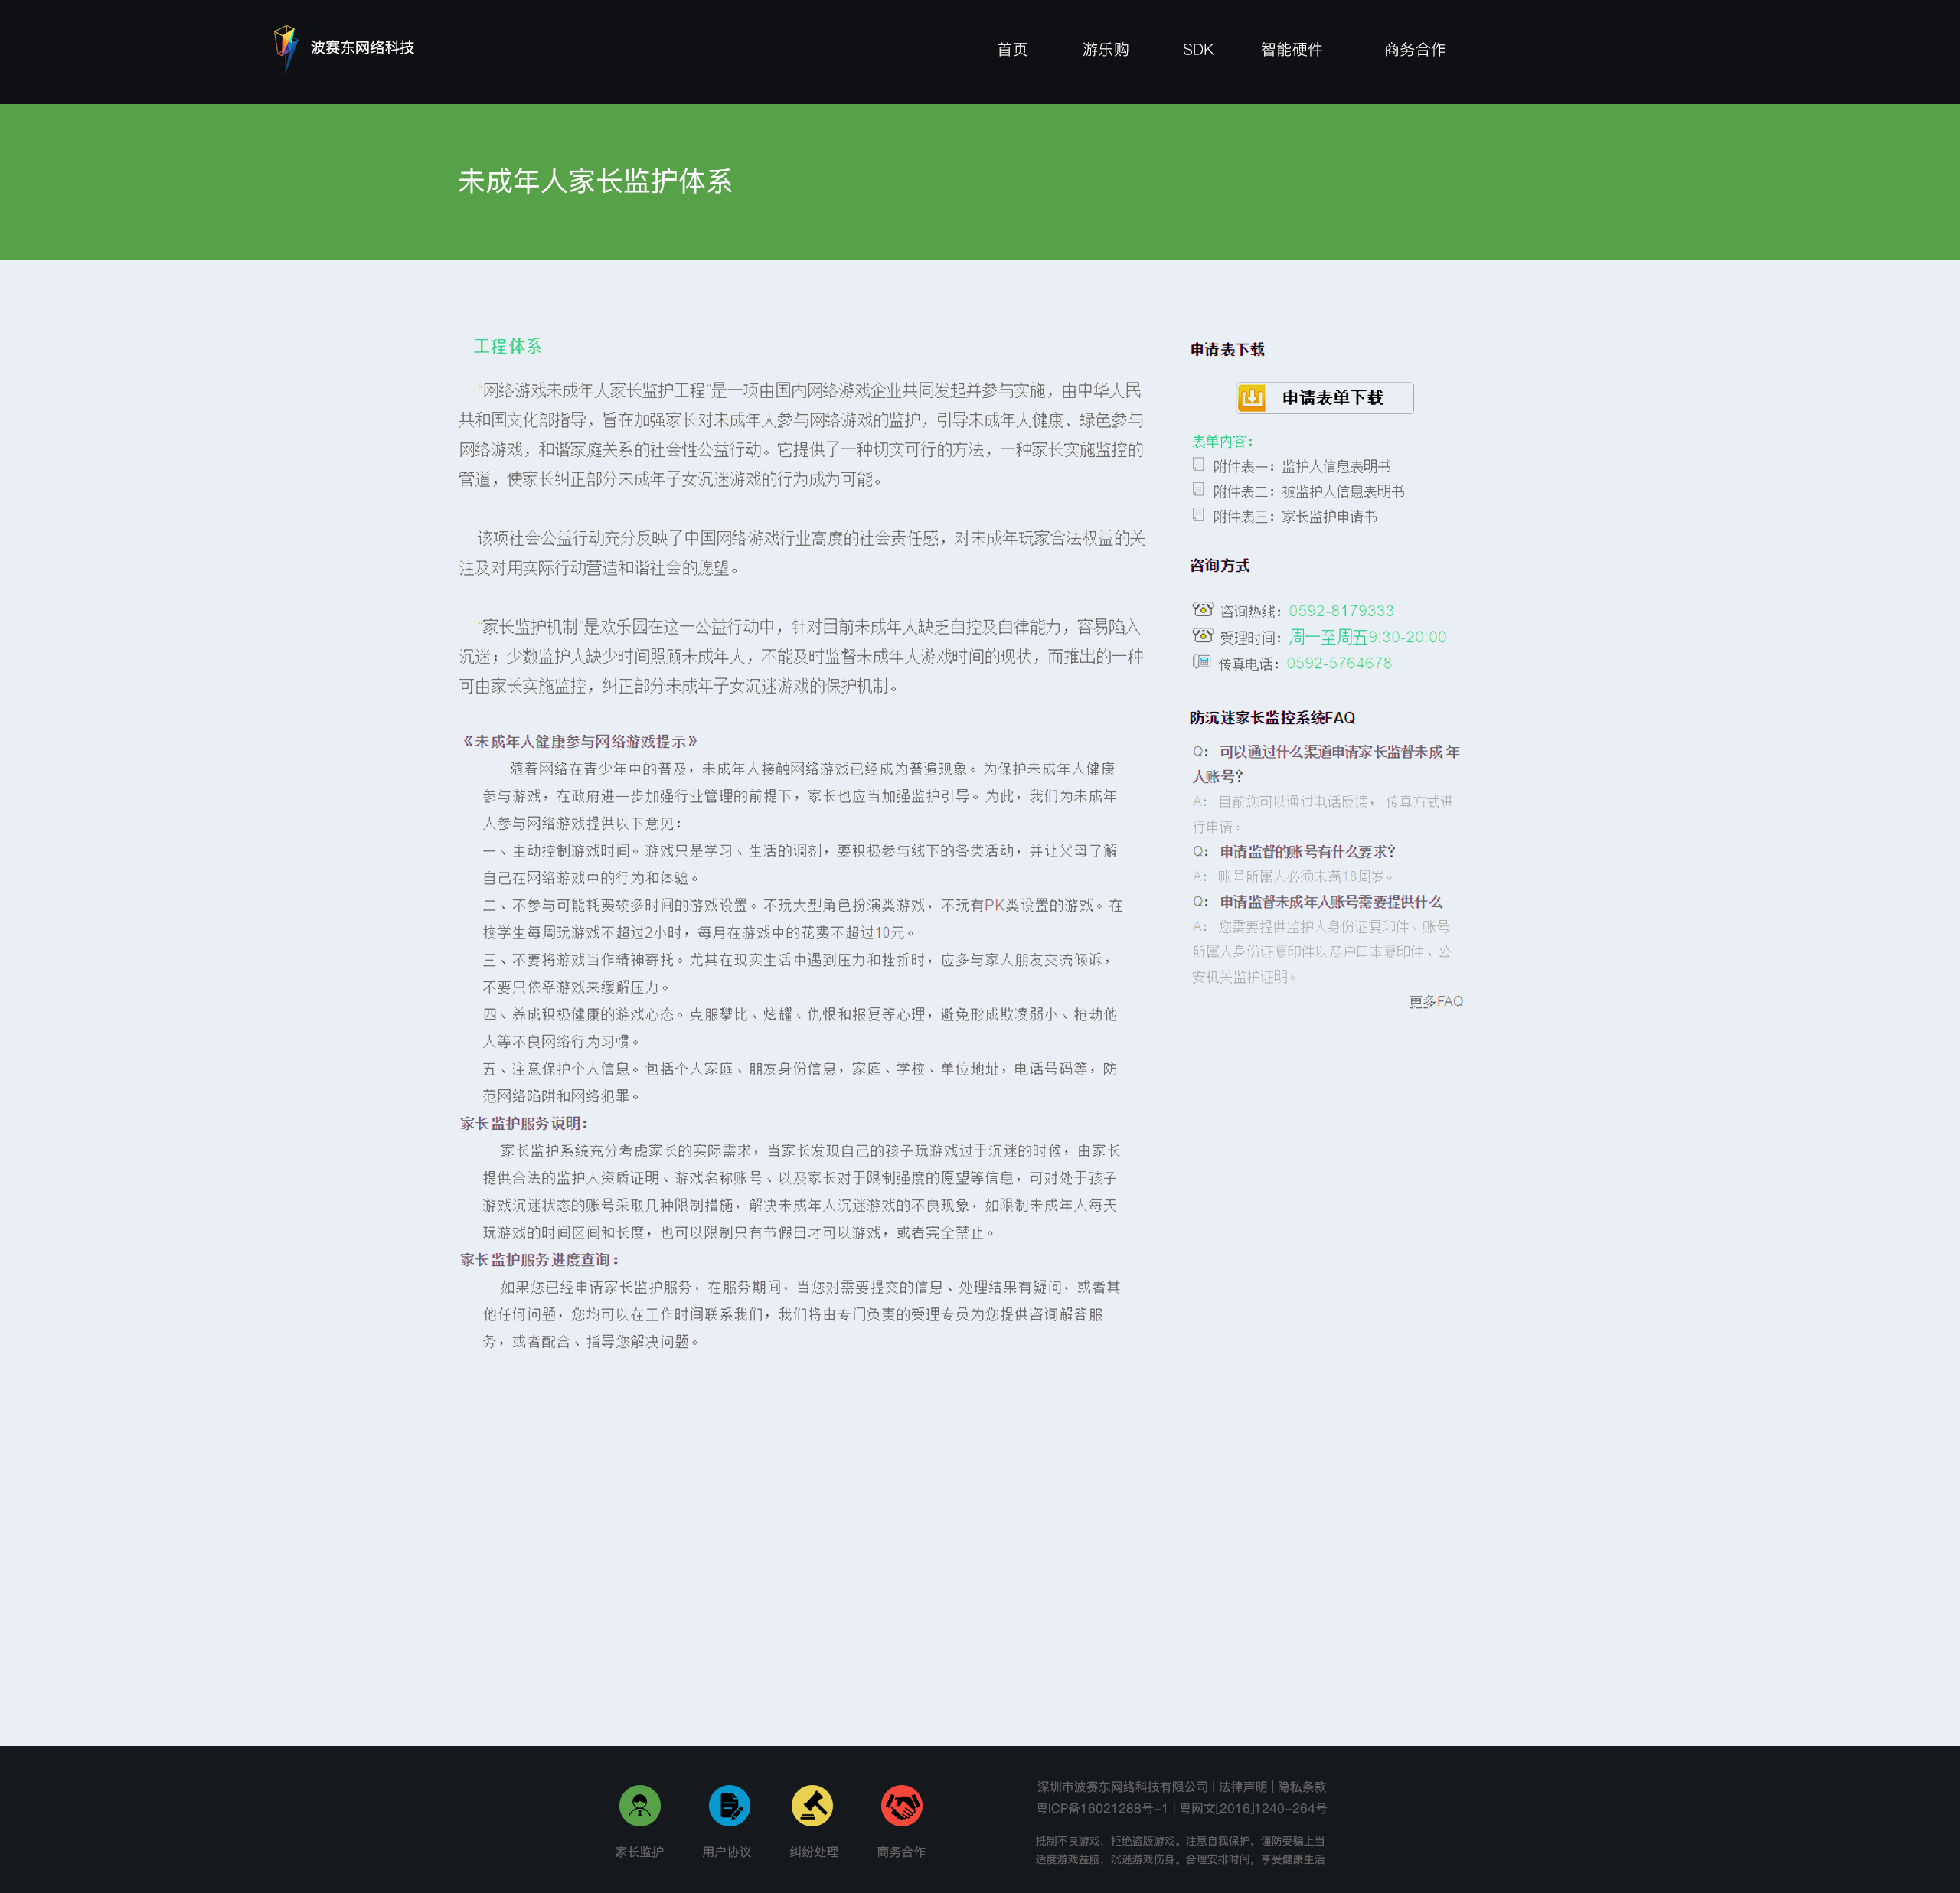 波赛东网络科技
首页 游乐购 SDK 智能硬件 商务合作
未成年人家长监护体系
工程体系
“网络游戏未成年人家长监护工程”是一项由国内网络游戏企业共同发起并参与实施，由中华人民
共和国文化部指导，旨在加强家长对未成年人参与网络游戏的监护，引导未成年人健康、绿色参与
网络游戏，和谐家庭关系的社会性公益行动。它提供了一种切实可行的方法，一种家长实施监控的
管道，使家长纠正部分未成年子女沉迷游戏的行为成为可能。
该项社会公益行动充分反映了中国网络游戏行业高度的社会责任感，对未成年玩家合法权益的关
注及对用实际行动营造和谐社会的愿望。
“家长监护机制”是欢乐园在这一公益行动中，针对目前未成年人缺乏自控及自律能力，容易陷入
沉迷；少数监护人缺少时间照顾未成年人，不能及时监督未成年人游戏时间的现状，而推出的一种
可由家长实施监控，纠正部分未成年子女沉迷游戏的保护机制。
《未成年人健康参与网络游戏提示》
随着网络在青少年中的普及，未成年人接触网络游戏已经成为普遍现象。为保护未成年人健康
参与游戏，在政府进一步加强行业管理的前提下，家长也应当加强监护引导。为此，我们为未成年
人参与网络游戏提供以下意见：
一、主动控制游戏时间。游戏只是学习、生活的调剂，要积极参与线下的各类活动，并让父母了解
自己在网络游戏中的行为和体验。
二、不参与可能耗费较多时间的游戏设置。不玩大型角色扮演类游戏，不玩有PK类设置的游戏。在
校学生每周玩游戏不超过2小时，每月在游戏中的花费不超过10元。
三、不要将游戏当作精神寄托。尤其在现实生活中遇到压力和挫折时，应多与家人朋友交流倾诉，
不要只依靠游戏来缓解压力。
四、养成积极健康的游戏心态。克服攀比、炫耀、仇恨和报复等心理，避免形成欺凌弱小、抢劫他
人等不良网络行为习惯。
五、注意保护个人信息。包括个人家庭、朋友身份信息，家庭、学校、单位地址，电话号码等，防
范网络陷阱和网络犯罪。
家长监护服务说明：
家长监护系统充分考虑家长的实际需求，当家长发现自己的孩子玩游戏过于沉迷的时候，由家长
提供合法的监护人资质证明、游戏名称账号、以及家长对于限制强度的愿望等信息，可对处于孩子
游戏沉迷状态的账号采取几种限制措施，解决未成年人沉迷游戏的不良现象，如限制未成年人每天
玩游戏的时间区间和长度，也可以限制只有节假日才可以游戏，或者完全禁止。
家长监护服务进度查询：
如果您已经申请家长监护服务，在服务期间，当您对需要提交的信息、处理结果有疑问，或者其
他任何问题，您均可以在工作时间联系我们，我们将由专门负责的受理专员为您提供咨询解答服
务，或者配合、指导您解决问题。
申请表下载
申请表单下载
表单内容：
附件表一：监护人信息表明书
附件表二：被监护人信息表明书
附件表三：家长监护申请书
咨询方式
咨询热线：0592-8179333
受理时间：周一至周五9:30-20:00
传真电话：0592-5764678
防沉迷家长监控系统FAQ
Q： 可以通过什么渠道申请家长监督未成 年
人账号？
A： 目前您可以通过电话反馈， 传真方式进
行申请。
Q： 申请监督的账号有什么要求？
A： 账号所属人必须未满18周岁。
Q： 申请监督未成年人账号需要提供什么
A： 您需要提供监护人身份证复印件、账号
所属人身份证复印件以及户口本复印件、公
安机关监护证明。
更多FAQ
家长监护 用户协议 纠纷处理 商务合作
深圳市波赛东网络科技有限公司 | 法律声明 | 隐私条款
粤ICP备16021288号-1 | 粤网文[2016]1240-264号
抵制不良游戏，拒绝盗版游戏。注意自我保护，谨防受骗上当
适度游戏益脑，沉迷游戏伤身。合理安排时间，享受健康生活